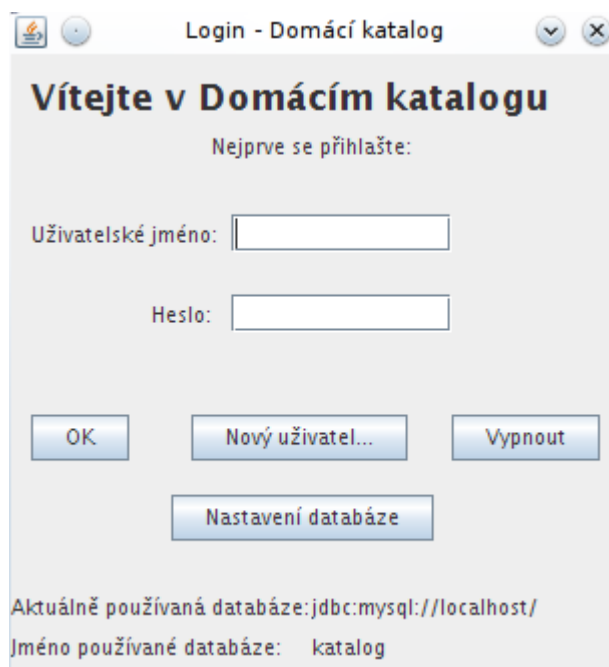 Login - Domácí katalog
Vítejte v Domácím katalogu
Nejprve se přihlašte:
Uživatelské jméno:
Heslo:
OK Nový uživatel... Vypnout
Nastavení databáze
Aktuálně používaná databáze: jdbc:mysql://localhost/
Jméno používané databáze: katalog